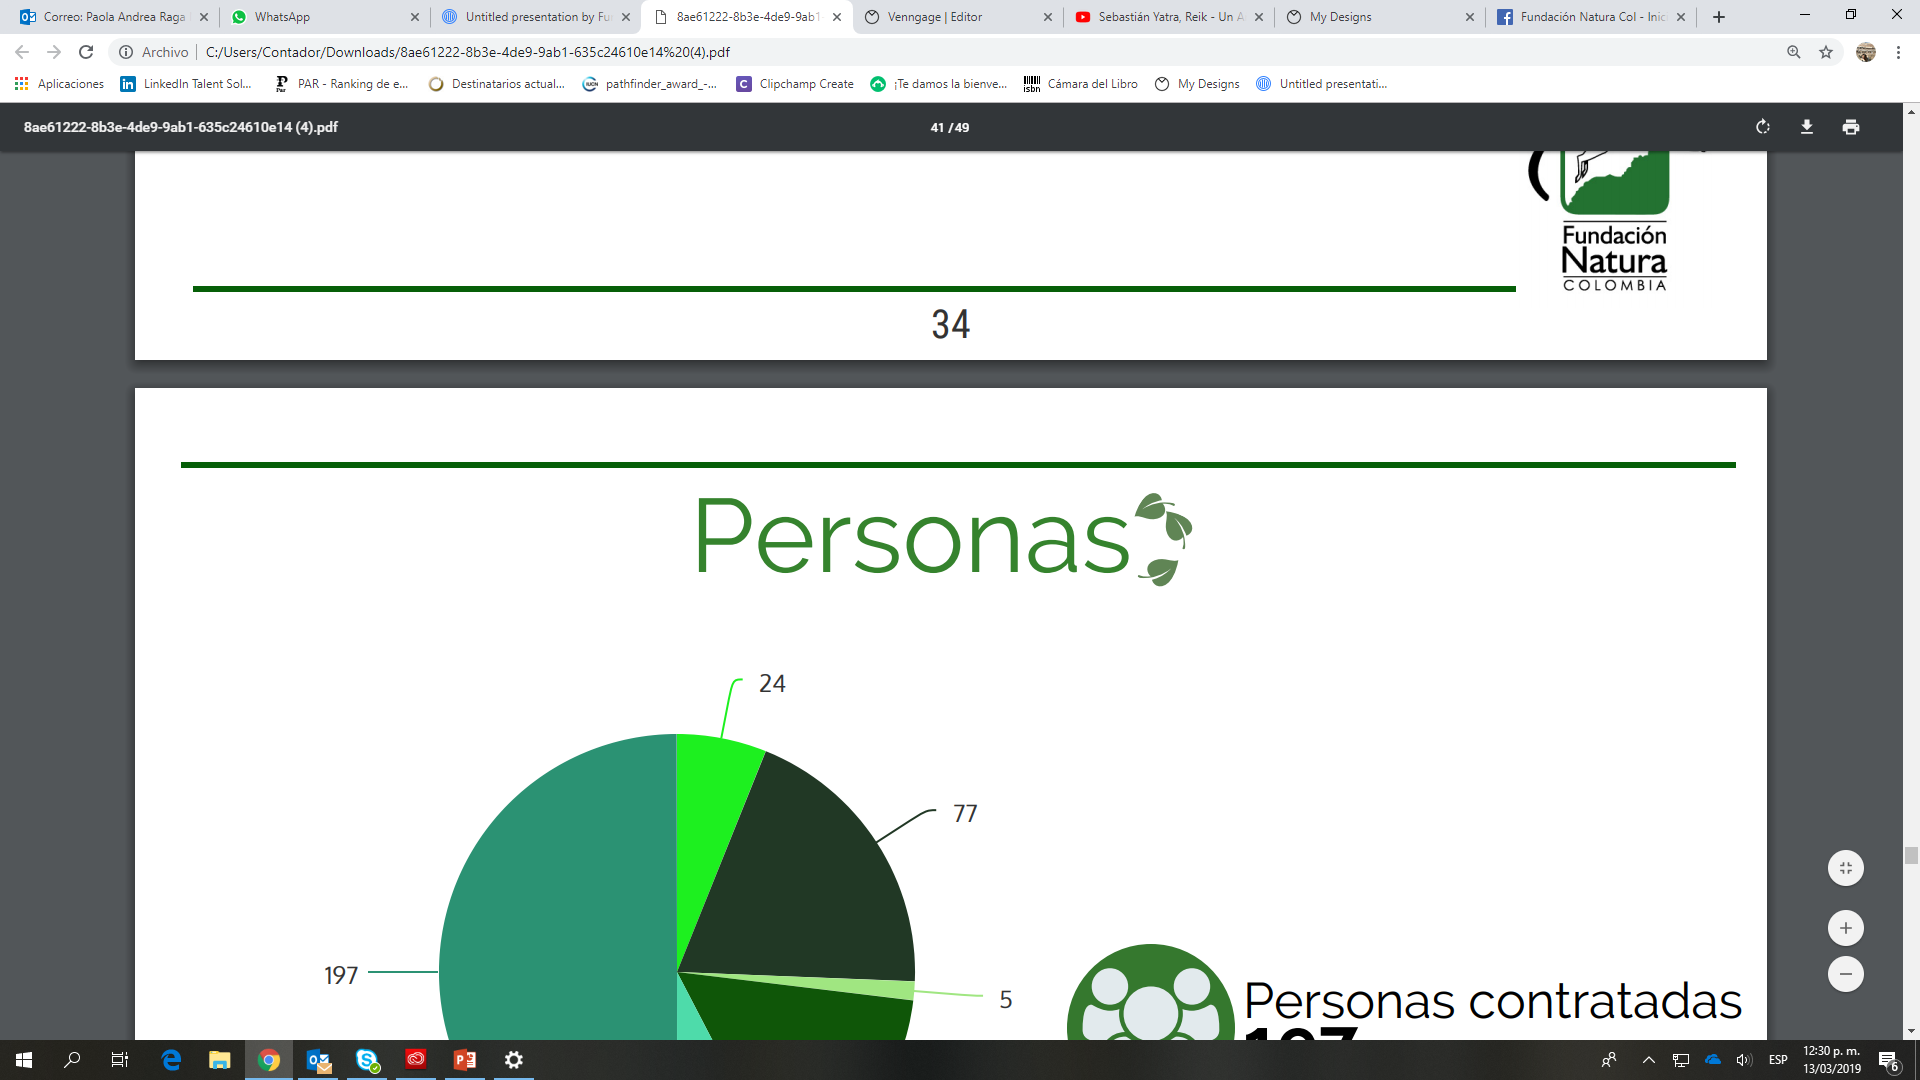 Correo: Paola Andrea Raga
WhatsApp
Untitled presentation by Fu
8ae61222-8b3e-4de9-9ab1
Venngage | Editor
Sebastián Yatra, Reik - Un A
My Designs
Fundación Natura Col - Inic
Archivo
C:/Users/Contador/Downloads/8ae61222-8b3e-4de9-9ab1-635c24610e14%20(4).pdf
Aplicaciones
LinkedIn Talent Sol...
PAR - Ranking de e...
Destinatarios actual...
pathfinder_award_-...
Clipchamp Create
¡Te damos la bienve...
isbn
Cámara del Libro
My Designs
Untitled presentati...
8ae61222-8b3e-4de9-9ab1-635c24610e14 (4).pdf
41 / 49
Fundación
Natura
COLOMBIA
34
Personas
24
77
197
5
Personas contratadas
197
ESP
12:30 p. m.
13/03/2019
6